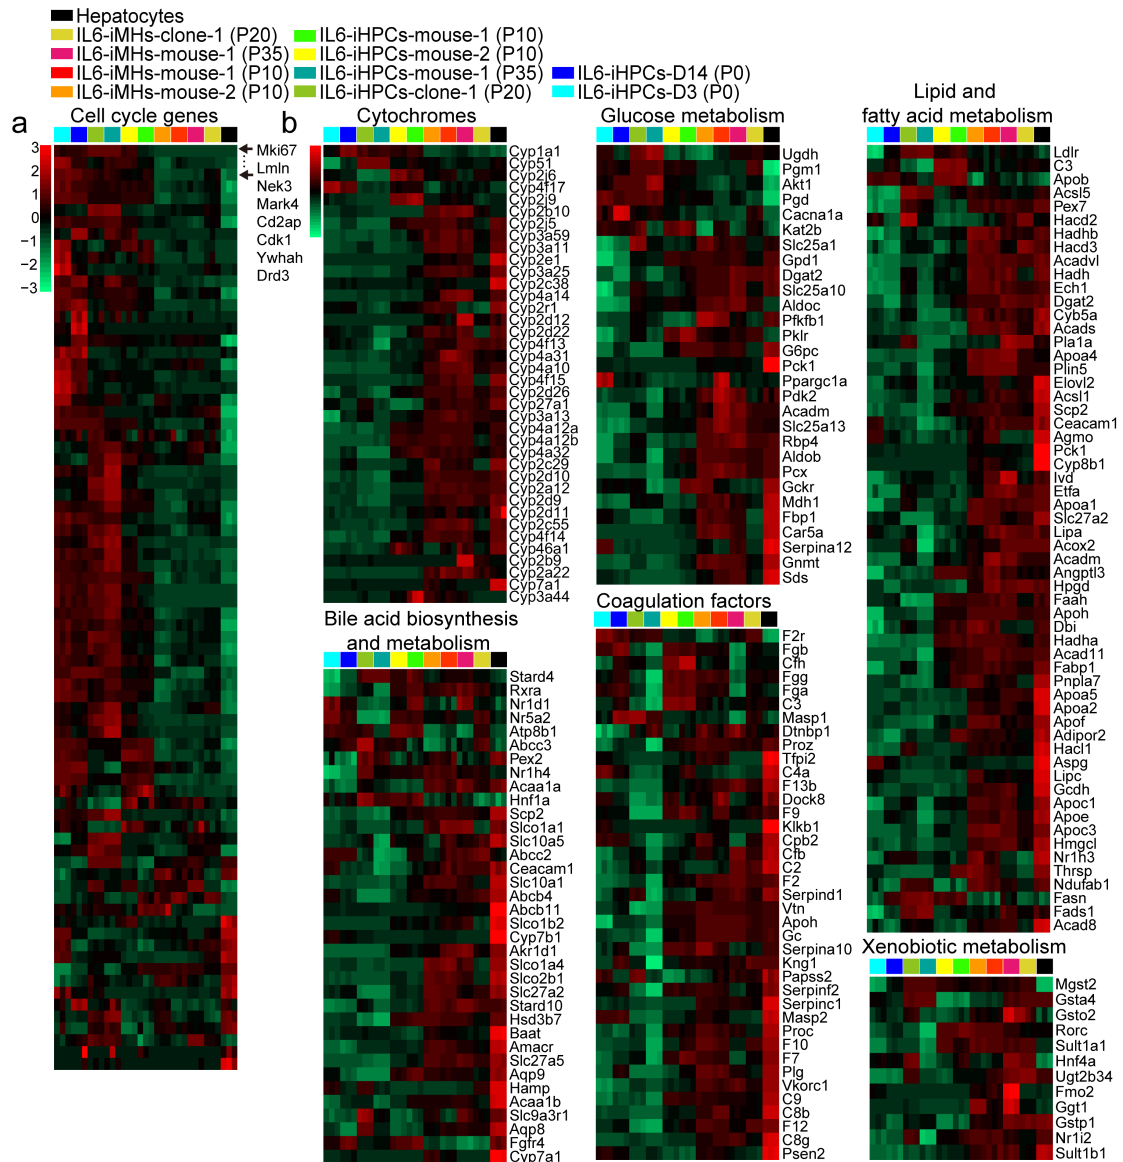 Hepatocytes
IL6-iMHs-clone-1 (P20)
IL6-iMHs-mouse-1 (P35)
IL6-iMHs-mouse-1 (P10)
IL6-iMHs-mouse-2 (P10)
IL6-iHPCs-mouse-1 (P10)
IL6-iHPCs-mouse-2 (P10)
IL6-iHPCs-mouse-1 (P35)
IL6-iHPCs-clone-1 (P20)
IL6-iHPCs-D14 (P0)
IL6-iHPCs-D3 (P0)
a
Cell cycle genes
3
2
1
0
−1
−2
−3
Mki67
Lmln
Nek3
Mark4
Cd2ap
Cdk1
Ywhah
Drd3
b
Cytochromes
Cyp1a1
Cyp51
Cyp2j6
Cyp4f17
Cyp2j9
Cyp2b10
Cyp2j5
Cyp3a59
Cyp3a11
Cyp2e1
Cyp3a25
Cyp2c38
Cyp4a14
Cyp2r1
Cyp2d12
Cyp2d22
Cyp4f13
Cyp4a31
Cyp4a10
Cyp4f15
Cyp2d26
Cyp27a1
Cyp3a13
Cyp4a12a
Cyp4a12b
Cyp4a32
Cyp2c29
Cyp2d10
Cyp2a12
Cyp2d9
Cyp2d11
Cyp2c55
Cyp4f14
Cyp46a1
Cyp2b9
Cyp2a22
Cyp7a1
Cyp3a44
Bile acid biosynthesis
and metabolism
Stard4
Rxra
Nr1d1
Nr5a2
Atp8b1
Abcc3
Pex2
Nr1h4
Acaa1a
Hnf1a
Scp2
Slco1a1
Slc10a5
Abcc2
Ceacam1
Slc10a1
Abcb4
Abcb11
Slco1b2
Cyp7b1
Akr1d1
Slco1a4
Slco2b1
Slc27a2
Stard10
Hsd3b7
Baat
Amacr
Slc27a5
Aqp9
Hamp
Acaa1b
Slc9a3r1
Aqp8
Fgfr4
Cyp7a1
Glucose metabolism
Ugdh
Pgm1
Akt1
Pgd
Cacna1a
Kat2b
Slc25a1
Gpd1
Dgat2
Slc25a10
Aldoc
Pfkfb1
Pklr
G6pc
Pck1
Ppargc1a
Pdk2
Acadm
Slc25a13
Rbp4
Aldob
Pcx
Gckr
Mdh1
Fbp1
Car5a
Serpina12
Gnmt
Sds
Coagulation factors
F2r
Fgb
Cfh
Fgg
Fga
C3
Masp1
Dtnbp1
Proz
Tfpi2
C4a
F13b
Dock8
F9
Klkb1
Cpb2
Cfb
C2
F2
Serpind1
Vtn
Apoh
Gc
Serpina10
Kng1
Papss2
Serpinf2
Serpinc1
Masp2
Proc
F10
F7
Plg
Vkorc1
C9
C8b
F12
C8g
Psen2
Lipid and
fatty acid metabolism
Ldlr
C3
Apob
Acsl5
Pex7
Hacd2
Hadhb
Hacd3
Acadvl
Hadh
Ech1
Dgat2
Cyb5a
Acads
Pla1a
Apoa4
Plin5
Elovl2
Acsl1
Scp2
Ceacam1
Agmo
Pck1
Cyp8b1
Ivd
Etfa
Apoa1
Slc27a2
Lipa
Acox2
Acadm
Angptl3
Hpgd
Faah
Apoh
Dbi
Hadha
Acad11
Fabp1
Pnpla7
Apoa5
Apoa2
Apof
Adipor2
Hacl1
Aspg
Lipc
Gcdh
Apoc1
Apoe
Apoc3
Hmgcl
Nr1h3
Thrsp
Ndufab1
Fasn
Fads1
Acad8
Xenobiotic metabolism
Mgst2
Gsta4
Gsto2
Rorc
Sult1a1
Hnf4a
Ugt2b34
Fmo2
Ggt1
Gstp1
Nr1i2
Sult1b1